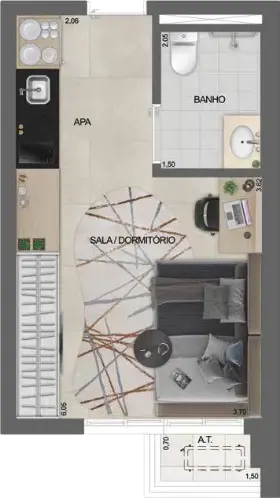 2,06
2,05
BANHO
APA
1,50
3,62
SALA / DORMITÓRIO
6,05
3,70
0,70
A.T.
1,50